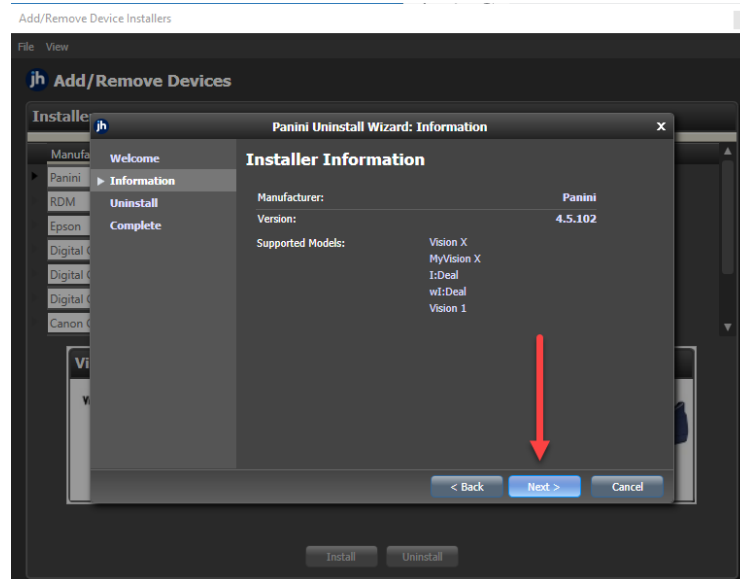 Add/Remove Device Installers
File View
jh Add/Remove Devices
Installe
jh Panini Uninstall Wizard: Information x
Manufa
Panini
RDM
Epson
Digital
Digital
Digital
Canon
Welcome
Information
Uninstall
Complete
Installer Information
Manufacturer: Panini
Version: 4.5.102
Supported Models: Vision X
MyVision X
I:Deal
wI:Deal
Vision 1
Vi
< Back Next > Cancel
Install Uninstall